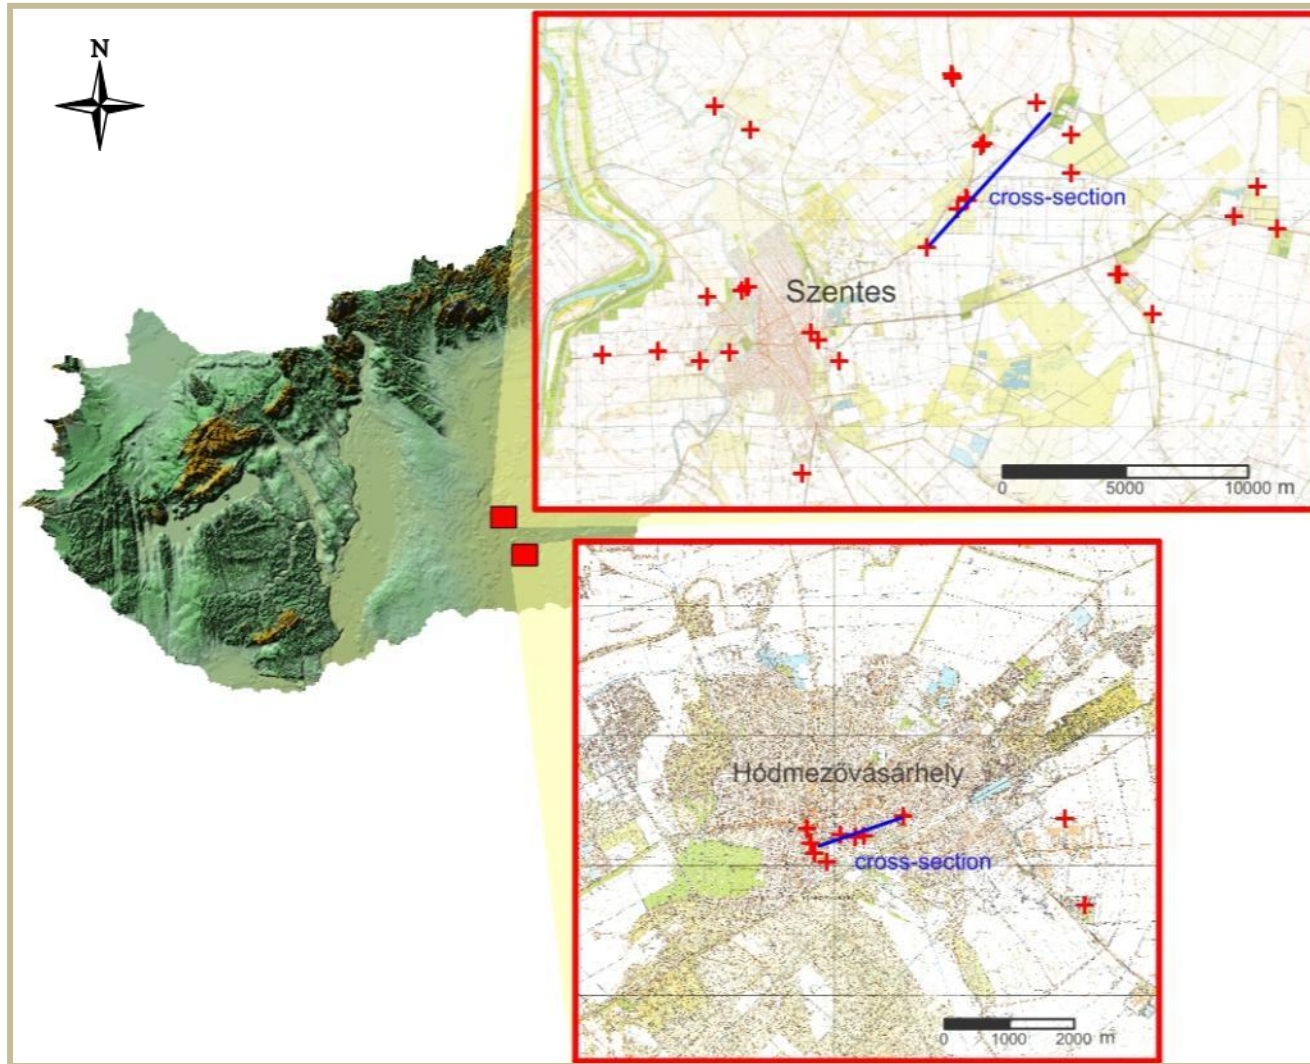 N
cross-section
Szentes
0 5000 10000 m
Hódmezővásárhely
cross-section
0 1000 2000 m